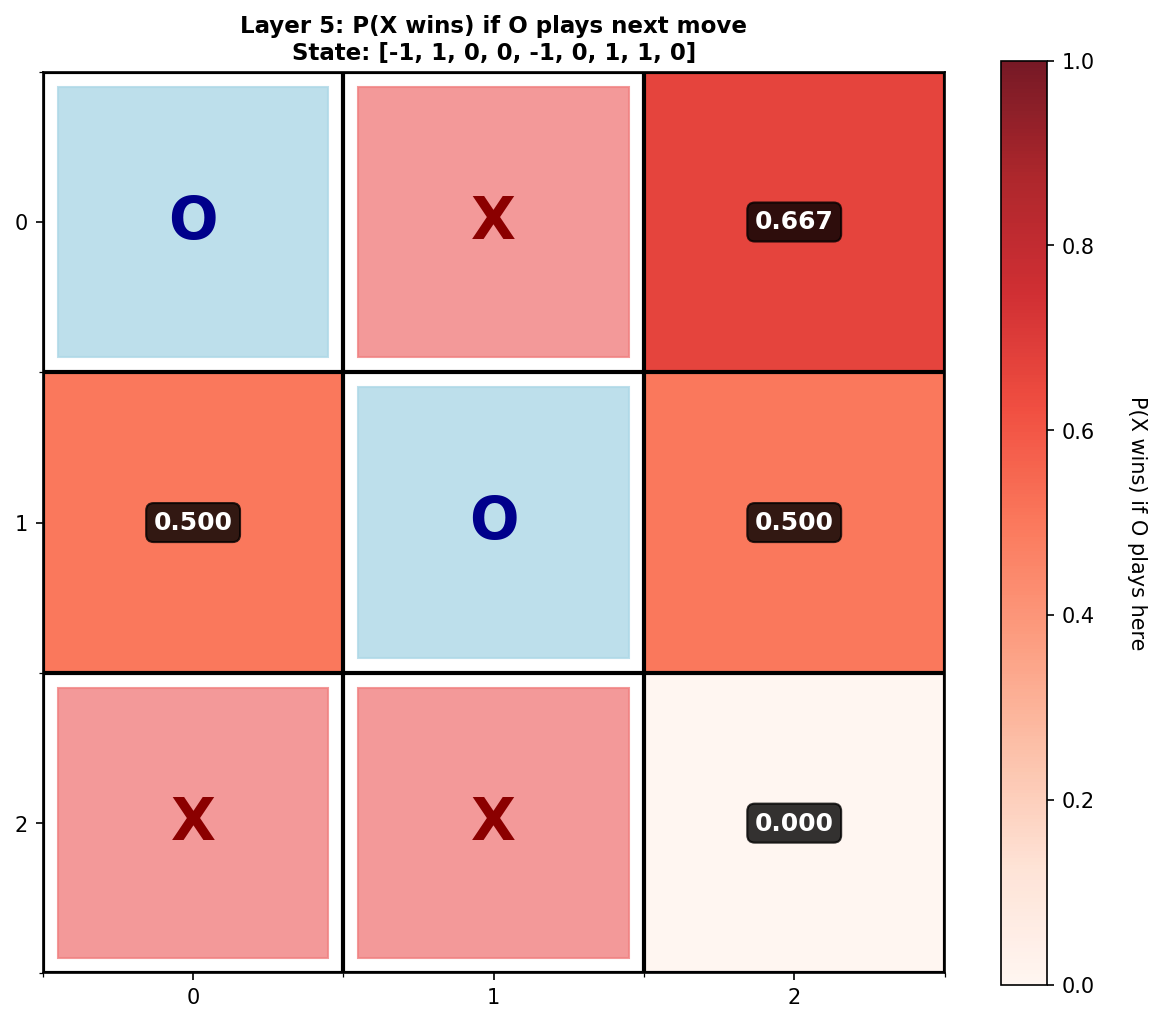 Layer 5: P(X wins) if O plays next move
State: [-1, 1, 0, 0, -1, 0, 1, 1, 0]
0
O
X
0.667
1
0.500
O
0.500
2
X
X
0.000
0
1
2
1.0
0.8
0.6
0.4
0.2
0.0
P(X wins) if O plays here